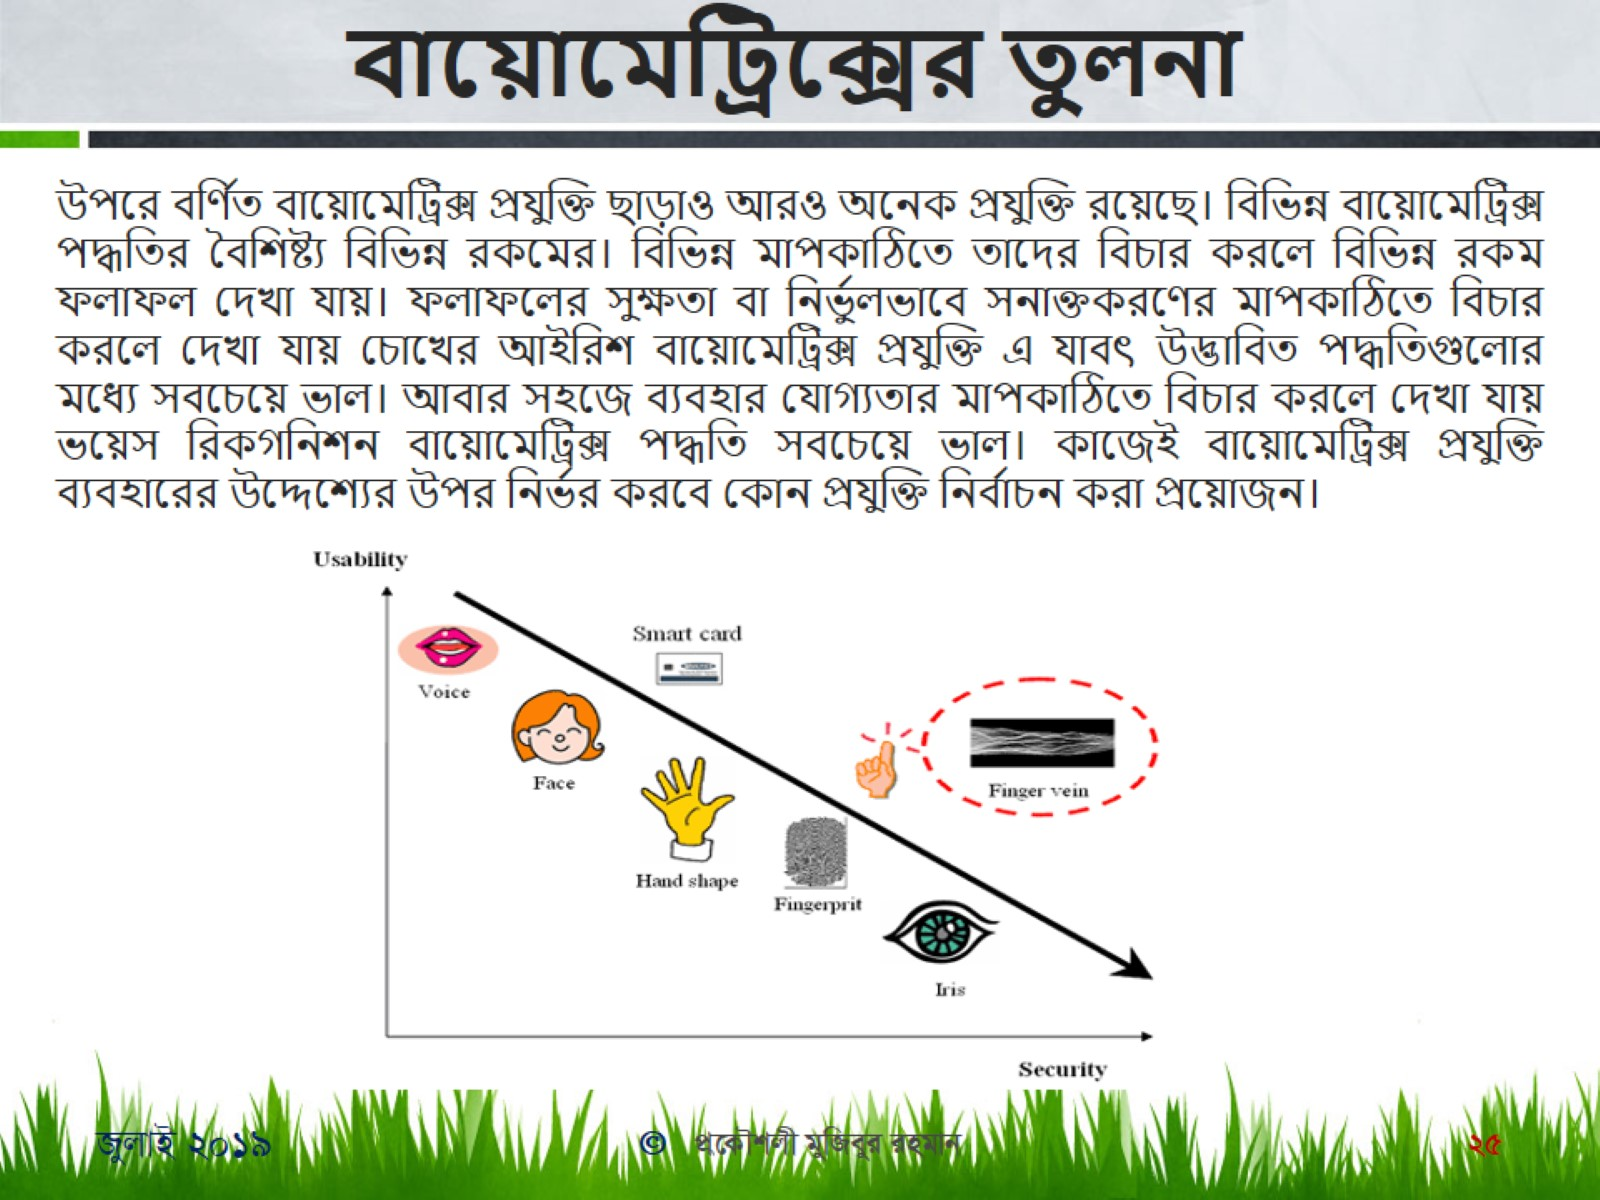 বায়োমেট্রিক্সের তুলনা
উপরে বর্ণিত বায়োমেট্রিক্স প্রযুক্তি ছাড়াও আরও অনেক প্রযুক্তি রয়েছে। বিভিন্ন বায়োমেট্রিক্স
পদ্ধতির বৈশিষ্ট্য বিভিন্ন রকমের। বিভিন্ন মাপকাঠিতে তাদের বিচার করলে বিভিন্ন রকম
ফলাফল দেখা যায়। ফলাফলের সুক্ষতা বা নির্ভুলভাবে সনাক্তকরণের মাপকাঠিতে বিচার
করলে দেখা যায় চোখের আইরিশ বায়োমেট্রিক্স প্রযুক্তি এ যাবৎ উদ্ভাবিত পদ্ধতিগুলোর
মধ্যে সবচেয়ে ভাল। আবার সহজে ব্যবহার যোগ্যতার মাপকাঠিতে বিচার করলে দেখা যায়
ভয়েস রিকগনিশন বায়োমেট্রিক্স পদ্ধতি সবচেয়ে ভাল। কাজেই বায়োমেট্রিক্স প্রযুক্তি
ব্যবহারের উদ্দেশ্যের উপর নির্ভর করবে কোন প্রযুক্তি নির্বাচন করা প্রয়োজন।
Usability
Smart card
Voice
Face
Finger vein
Hand shape
Fingerprit
Iris
Security
জুলাই ২০১৯
© প্রকৌশলী মুজিবুর রহমান
২৫